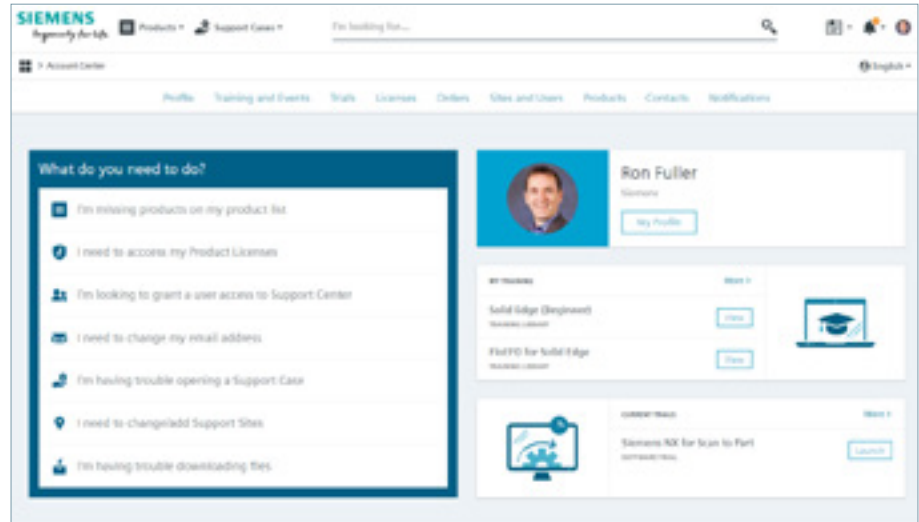 SIEMENS
Ingenuity for life
Products
Support Cases
I'm looking for...
> Account Center
English
Profile
Training and Events
Trials
Licenses
Orders
Sites and Users
Products
Contacts
Notifications
What do you need to do?
I'm missing products on my product list
I need to access my Product Licenses
I'm looking to grant a user access to Support Center
I need to change my email address
I'm having trouble opening a Support Case
I need to change/add Support Sites
I'm having trouble downloading files
Ron Fuller
Siemens
My Profile
MY TRAINING
More >
Solid Edge (Beginner)
TRAINING LIBRARY
View
for Solid Edge
TRAINING LIBRARY
View
CURRENT TRIALS
More >
Siemens NX for Scan to Part
SOFTWARE TRIAL
Launch